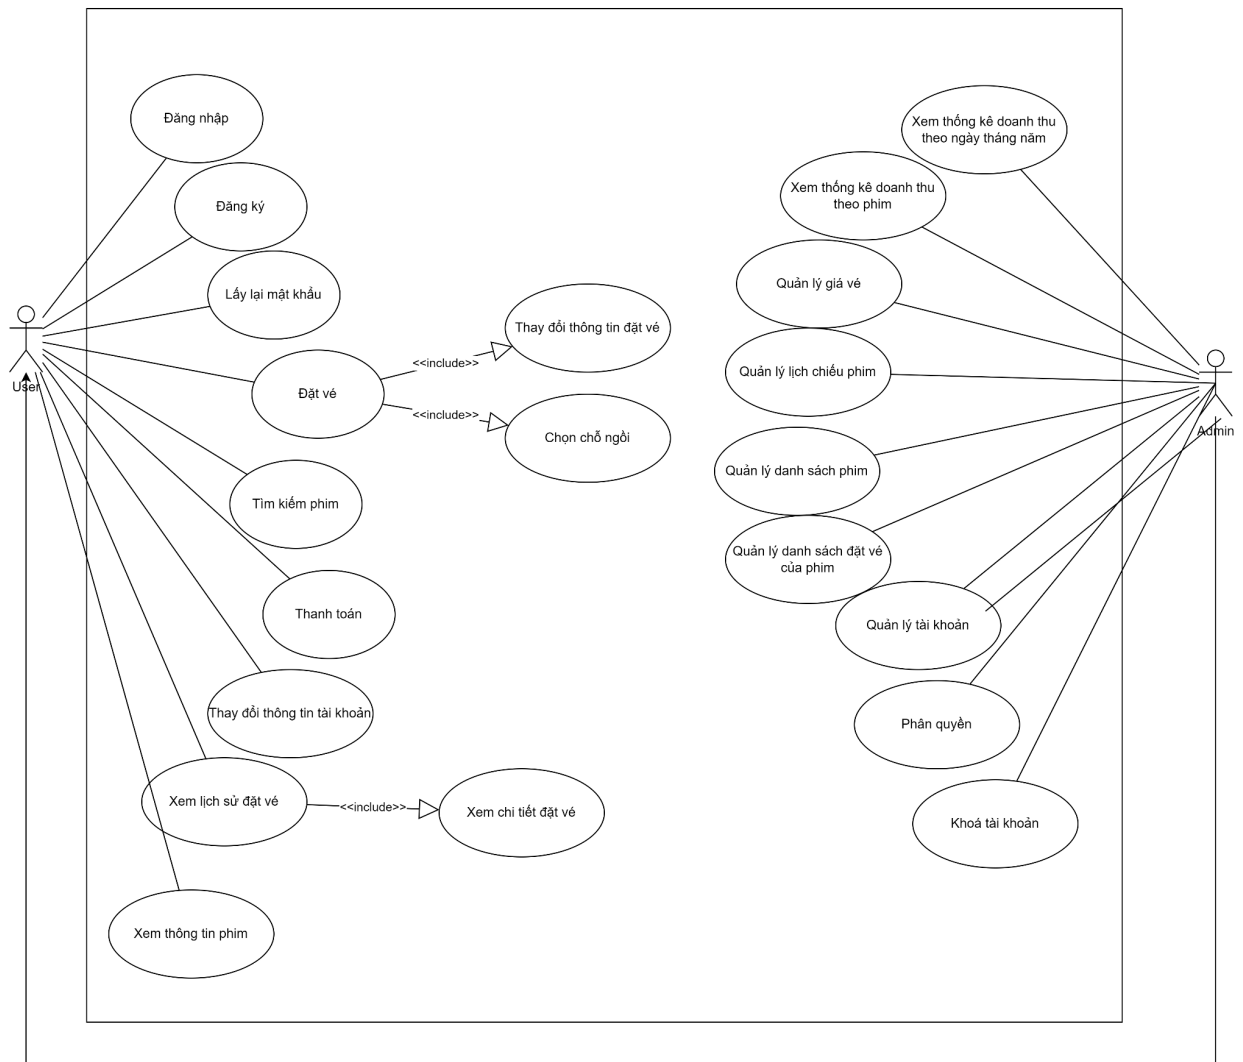 Đăng nhập
Đăng ký
Lấy lại mật khẩu
User
Đặt vé
<<include>>
Thay đổi thông tin đặt vé
<<include>>
Chọn chỗ ngồi
Tìm kiếm phim
Thanh toán
Thay đổi thông tin tài khoản
Xem lịch sử đặt vé
<<include>>
Xem chi tiết đặt vé
Xem thông tin phim
Xem thống kê doanh thu
theo ngày tháng năm
Xem thống kê doanh thu
theo phim
Quản lý giá vé
Quản lý lịch chiếu phim
Admin
Quản lý danh sách phim
Quản lý danh sách đặt vé
của phim
Quản lý tài khoản
Phân quyền
Khoá tài khoản